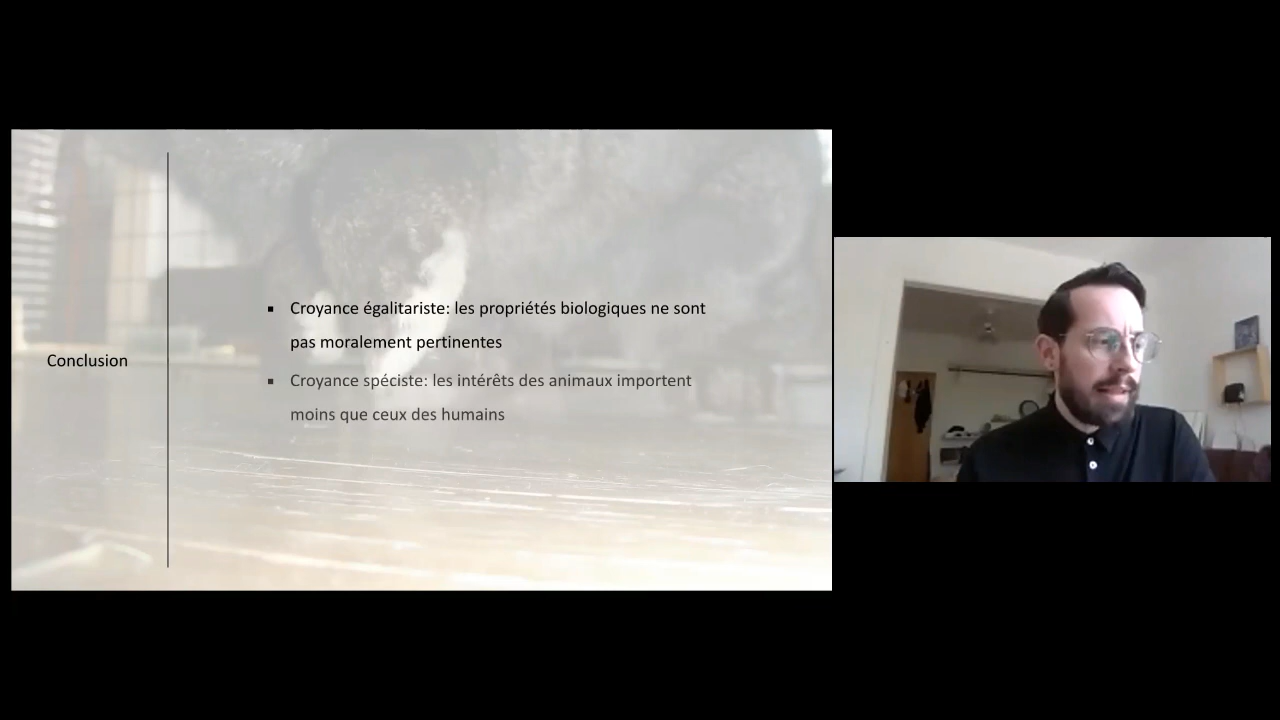 Conclusion
▪ Croyance égalitariste: les propriétés biologiques ne sont
pas moralement pertinentes
▪ Croyance spéciste: les intérêts des animaux importent
moins que ceux des humains